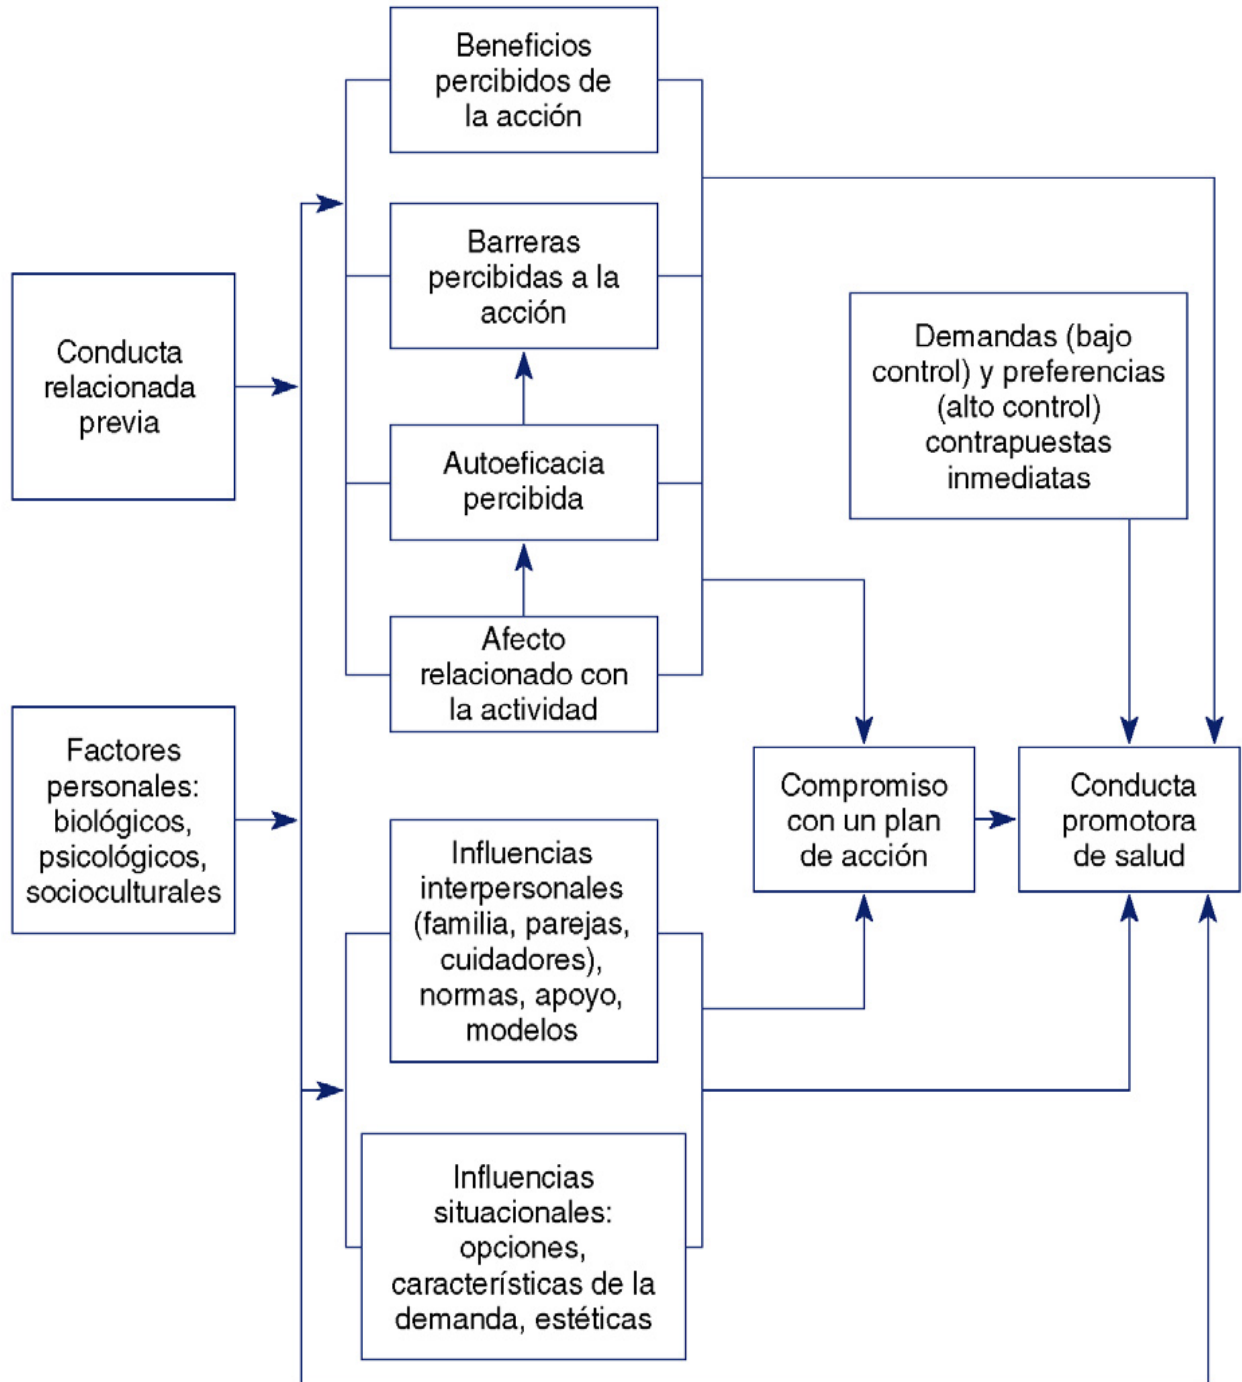 Beneficios
percibidos de
la acción
Barreras
percibidas a la
acción
Conducta
relacionada
previa
Demandas (bajo
control) y preferencias
(alto control)
contrapuestas
inmediatas
Autoeficacia
percibida
Afecto
relacionado con
la actividad
Factores
personales:
biológicos,
psicológicos,
socioculturales
Compromiso
con un plan
de acción
Conducta
promotora
de salud
Influencias
interpersonales
(familia, parejas,
cuidadores),
normas, apoyo,
modelos
Influencias
situacionales:
opciones,
características de la
demanda, estéticas